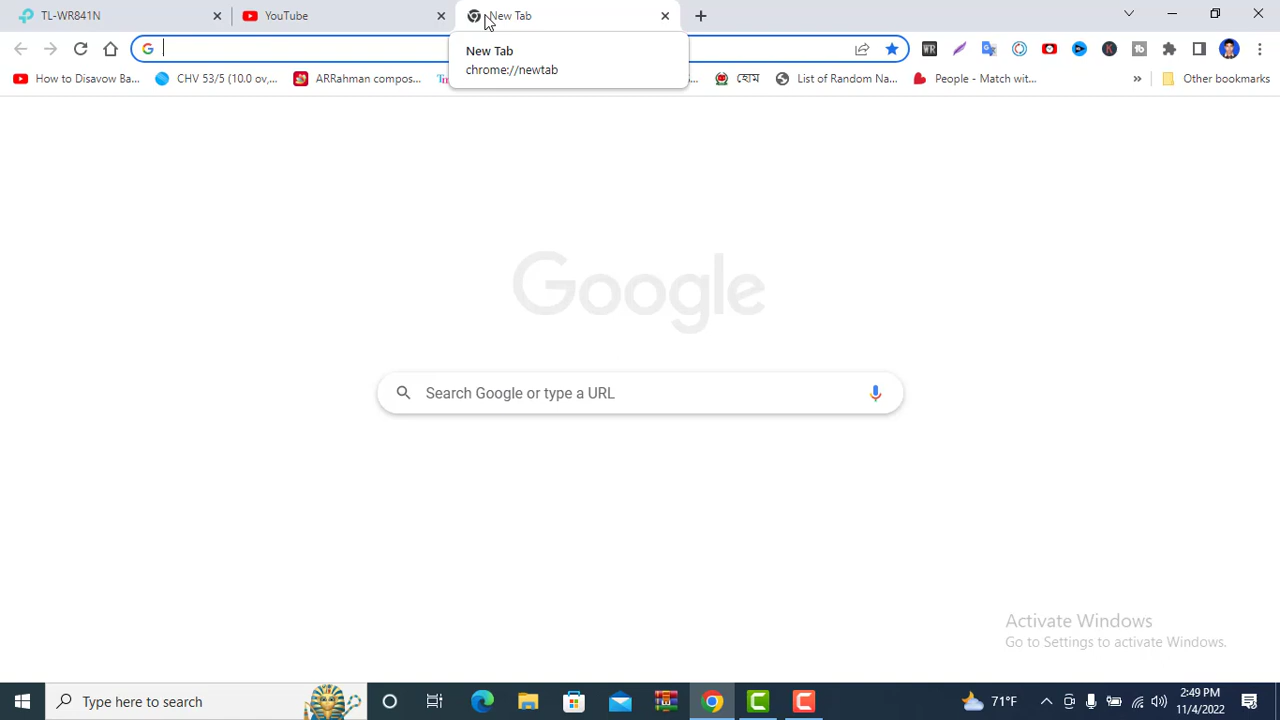 TL-WR841N
YouTube
New Tab
New Tab
chrome://newtab
How to Disavow Ba...
CHV 53/5 (10.0 ov,...
ARRahman compos...
হোম
List of Random Na...
People - Match wit...
Other bookmarks
Google
Search Google or type a URL
Activate Windows
Go to Settings to activate Windows.
Type here to search
71°F
2:49 PM
11/4/2022